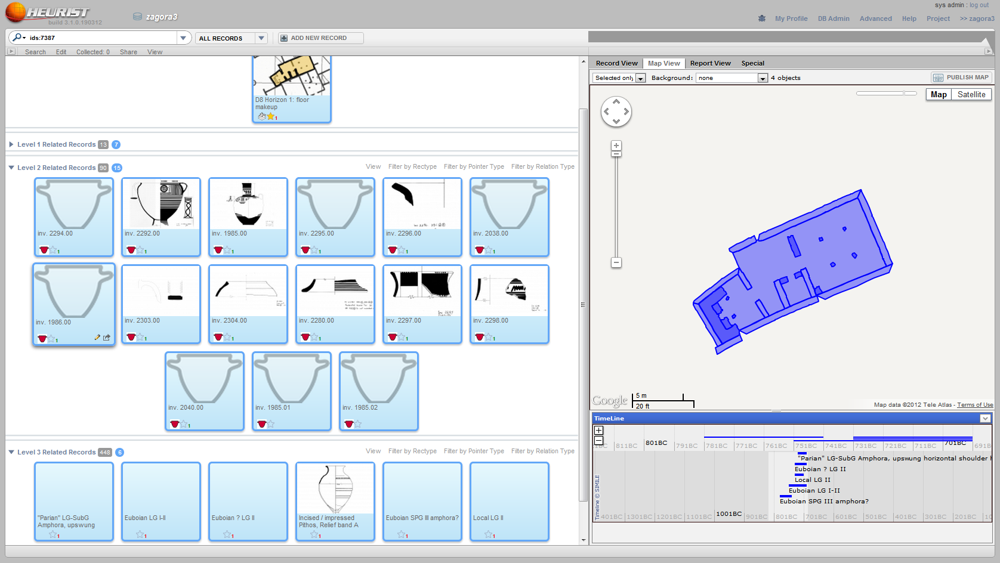 HEURIST
build 3.1.0.190312
zagora3
sys admin : log out
My Profile DB Admin Advanced Help Project >> zagora3
ids:7387
ALL RECORDS
ADD NEW RECORD
Search Edit Collected: 0 Share View
D8 Horizon 1: floor
makeup
1
Level 1 Related Records 13 7
Level 2 Related Records 90 15
View Filter by Rectype Filter by Pointer Type Filter by Relation Type
inv. 2294.00
1
inv. 2292.00
1
inv. 1985.00
1
inv. 2295.00
1
inv. 2296.00
1
inv. 2038.00
1
inv. 1986.00
1
inv. 2303.00
1
inv. 2304.00
1
inv. 2280.00
1
inv. 2297.00
1
inv. 2298.00
1
inv. 2040.00
1
inv. 1985.01
inv. 1985.02
Level 3 Related Records 448 6
View Filter by Rectype Filter by Pointer Type Filter by Relation Type
"Parian" LG-SubG
Amphora, upswung
1
Euboian LG I-II
1
Euboian ? LG II
1
Incised / impressed
Pithos, Relief band A
1
Euboian SPG III amphora?
1
Local LG II
1
Record View Map View Report View Special
Selected only Background: none 4 objects PUBLISH MAP
Map Satellite
Google
5 m
20 ft
Map data ©2012 Tele Atlas - Terms of Use
TimeLine
811BC 801BC 791BC 781BC 771BC 761BC 751BC 741BC 731BC 721BC 711BC 701BC 691B
"Parian" LG-SubG Amphora, upswung horizontal shoulder h
Euboian ? LG II
Local LG II
Euboian LG I-II
Euboian SPG III amphora?
Timeline © SIMILE
401BC 1301BC 1201BC 1101BC 1001BC 901BC 801BC 701BC 601BC 501BC 401BC 301BC 201BC 10